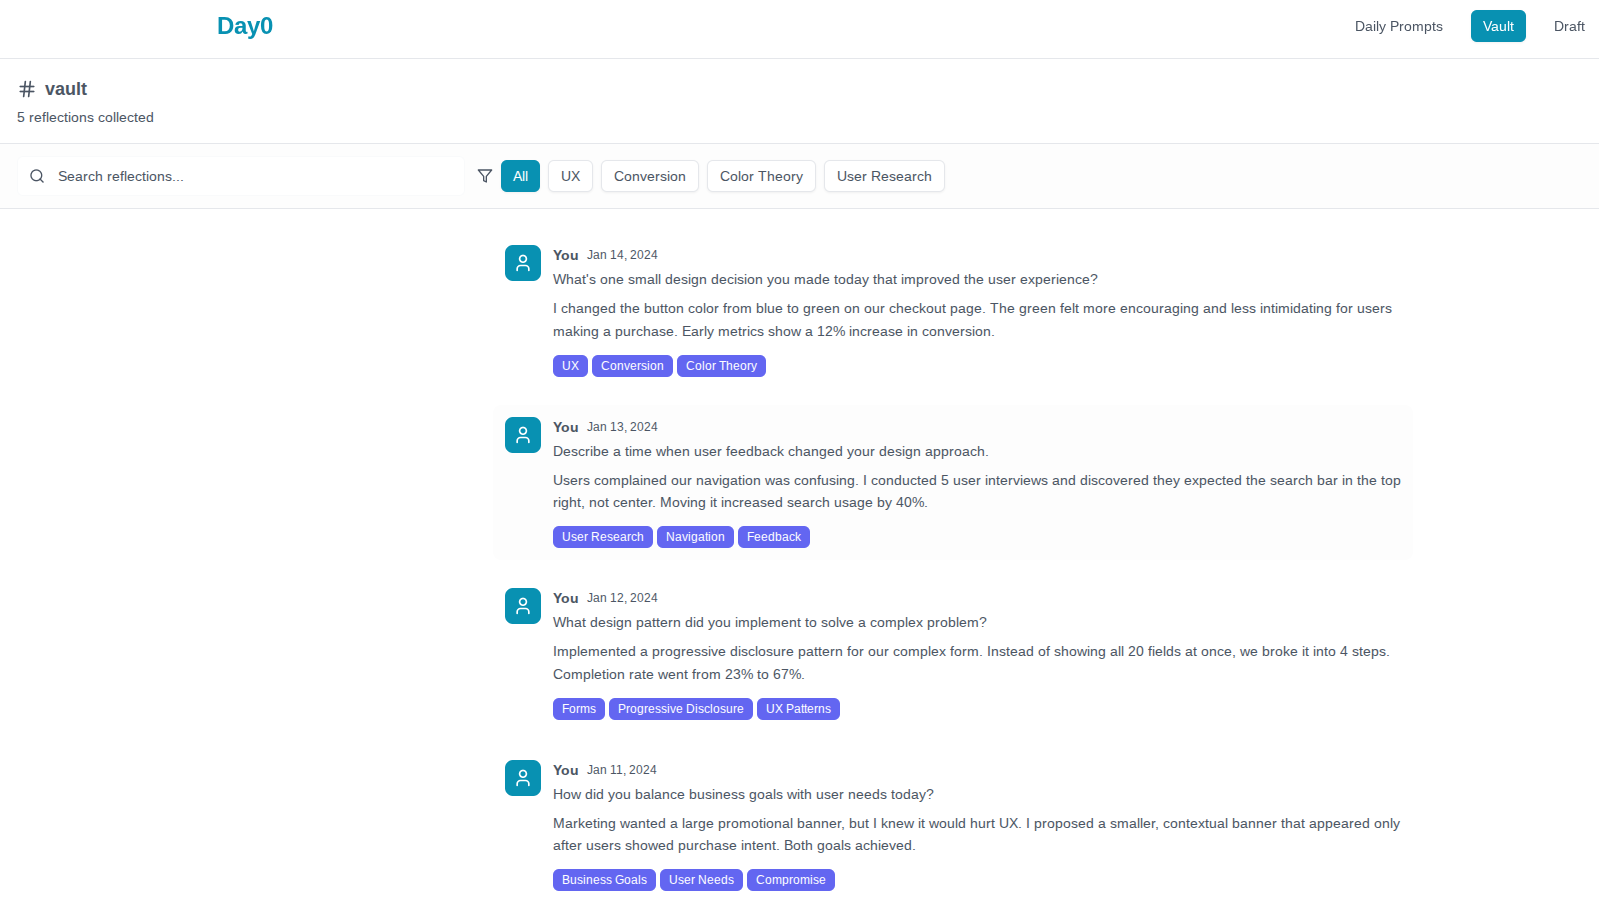 Day0
Daily Prompts
Vault
Draft
vault
5 reflections collected
Search reflections...
All
UX
Conversion
Color Theory
User Research
You Jan 14, 2024
What's one small design decision you made today that improved the user experience?
I changed the button color from blue to green on our checkout page. The green felt more encouraging and less intimidating for users
making a purchase. Early metrics show a 12% increase in conversion.
UX Conversion Color Theory
You Jan 13, 2024
Describe a time when user feedback changed your design approach.
Users complained our navigation was confusing. I conducted 5 user interviews and discovered they expected the search bar in the top
right, not center. Moving it increased search usage by 40%.
User Research Navigation Feedback
You Jan 12, 2024
What design pattern did you implement to solve a complex problem?
Implemented a progressive disclosure pattern for our complex form. Instead of showing all 20 fields at once, we broke it into 4 steps.
Completion rate went from 23% to 67%.
Forms Progressive Disclosure UX Patterns
You Jan 11, 2024
How did you balance business goals with user needs today?
Marketing wanted a large promotional banner, but I knew it would hurt UX. I proposed a smaller, contextual banner that appeared only
after users showed purchase intent. Both goals achieved.
Business Goals User Needs Compromise